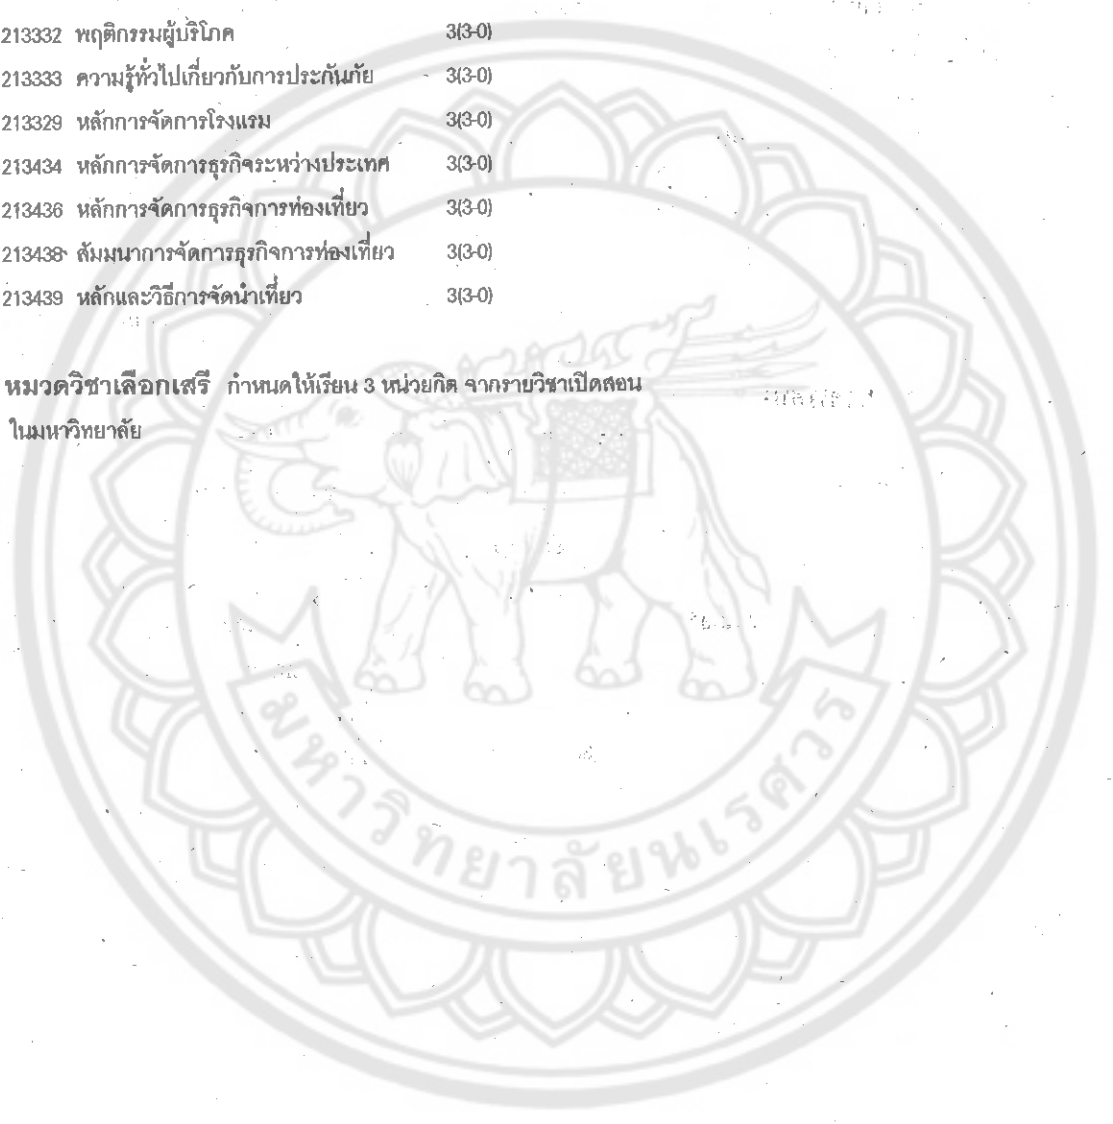 213332 พฤติกรรมผู้บริโภค 3(3-0)
213333 ความรู้ทั่วไปเกี่ยวกับการประกันภัย 3(3-0)
213329 หลักการจัดการโรงแรม 3(3-0)
213434 หลักการจัดการธุรกิจระหว่างประเทศ 3(3-0)
213436 หลักการจัดการธุรกิจการท่องเที่ยว 3(3-0)
213438 สัมมนาการจัดการธุรกิจการท่องเที่ยว 3(3-0)
213439 หลักและวิธีการจัดนำเที่ยว 3(3-0)
หมวดวิชาเลือกเสรี กำหนดให้เรียน 3 หน่วยกิต จากรายวิชาเปิดสอน
ในมหาวิทยาลัย
มหาวิทยาลัยนเรศวร